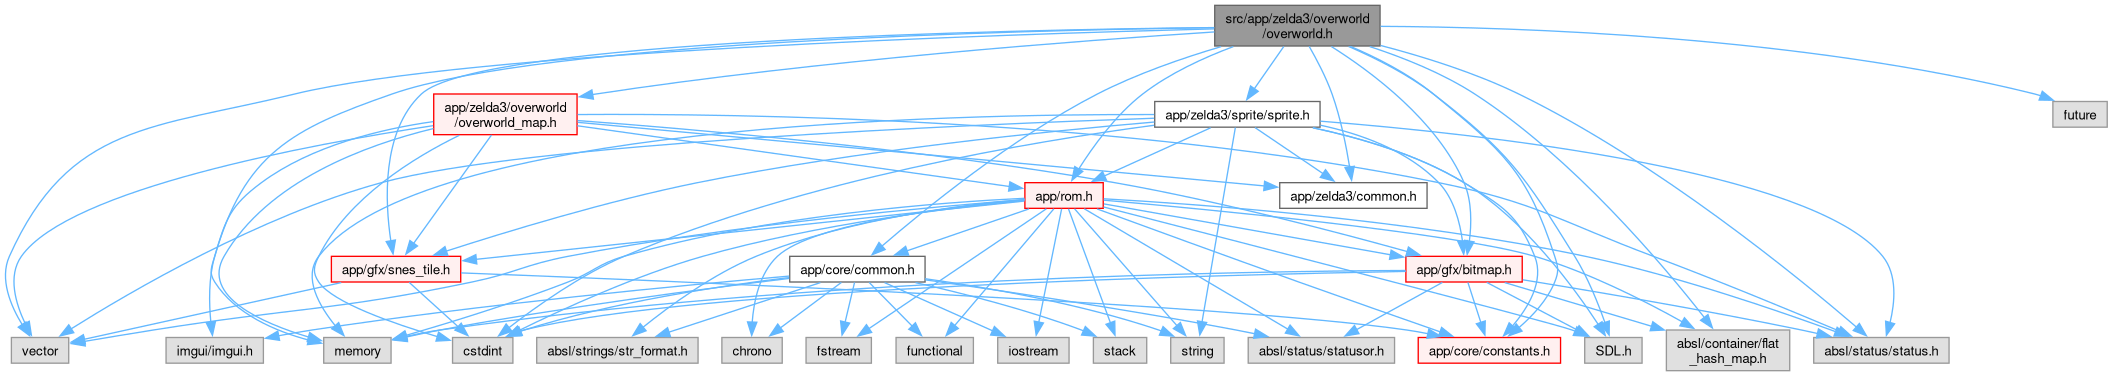 src/app/zelda3/overworld
/overworld.h
app/zelda3/overworld
/overworld_map.h
app/zelda3/sprite/sprite.h
future
app/rom.h
app/zelda3/common.h
app/gfx/snes_tile.h
app/core/common.h
app/gfx/bitmap.h
vector
imgui/imgui.h
memory
cstdint
absl/strings/str_format.h
chrono
fstream
functional
iostream
stack
string
absl/status/statusor.h
app/core/constants.h
SDL.h
absl/container/flat
_hash_map.h
absl/status/status.h